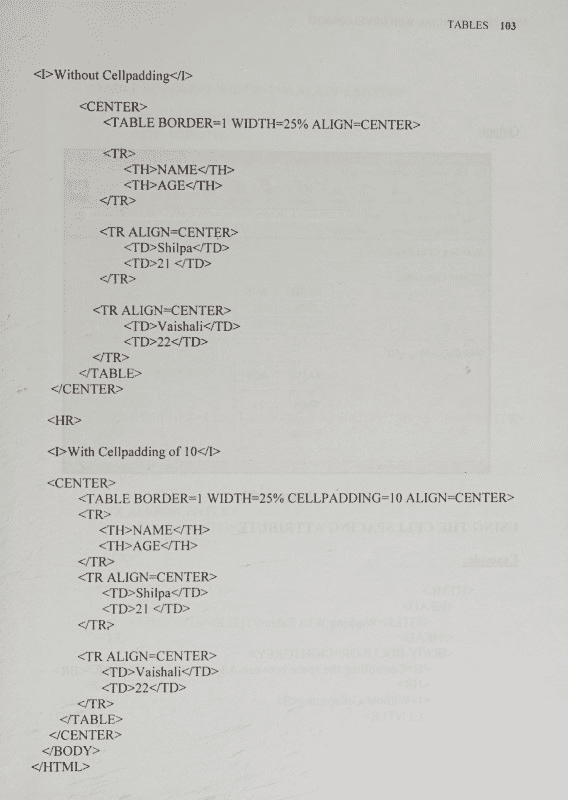 TABLES 103
<I>Without Cellpadding</I>
<CENTER>
<TABLE BORDER=1 WIDTH=25% ALIGN=CENTER>
<TR>
<TH>NAME</TH>
<TH>AGE</TH>
</TR>
<TR ALIGN=CENTER>
<TD>Shilpa</TD>
<TD>21 </TD>
</TR>
<TR ALIGN=CENTER>
<TD>Vaishali</TD>
<TD>22</TD>
</TR>
</TABLE>
</CENTER>
<HR>
<I>With Cellpadding of 10</I>
<CENTER>
<TABLE BORDER=1 WIDTH=25% CELLPADDING=10 ALIGN=CENTER>
<TR>
<TH>NAME</TH>
<TH>AGE</TH>
</TR>
<TR ALIGN=CENTER>
<TD>Shilpa</TD>
<TD>21 </TD>
</TR>
<TR ALIGN=CENTER>
<TD>Vaishali</TD>
<TD>22</TD>
</TR>
</TABLE>
</CENTER>
</BODY>
</HTML>